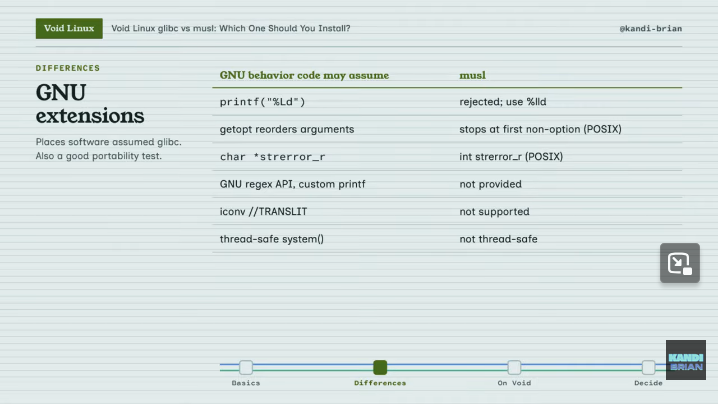 Void Linux
Void Linux glibc vs musl: Which One Should You Install?
@kandi-brian
DIFFERENCES
GNU
extensions
Places software assumed glibc.
Also a good portability test.
GNU behavior code may assume
musl
printf("%Ld")
rejected; use %lld
getopt reorders arguments
stops at first non-option (POSIX)
char *strerror_r
int strerror_r (POSIX)
GNU regex API, custom printf
not provided
iconv //TRANSLIT
not supported
thread-safe system()
not thread-safe
Basics
Differences
On Void
Decide
KANDI
BRIAN